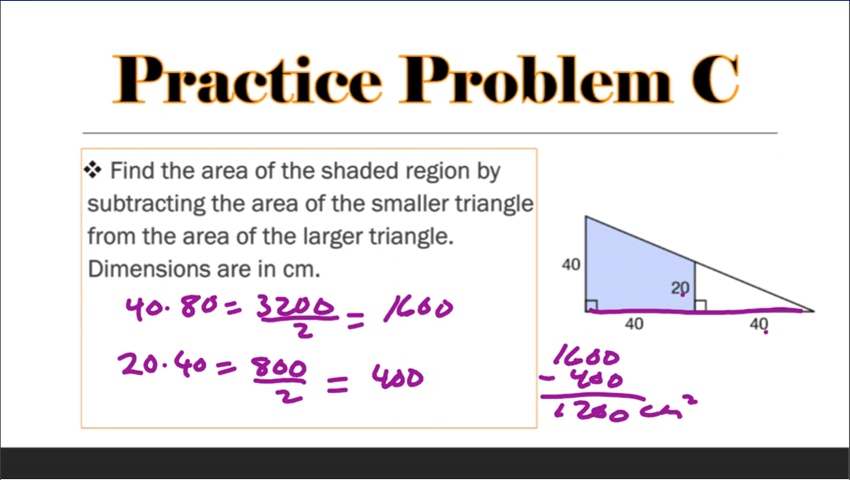 Practice Problem C
❖ Find the area of the shaded region by
subtracting the area of the smaller triangle
from the area of the larger triangle.
Dimensions are in cm.
40 · 80 = 3200/2 = 1600
20 · 40 = 800/2 = 400
40
20
40
40
1600
- 400
1200 cm²